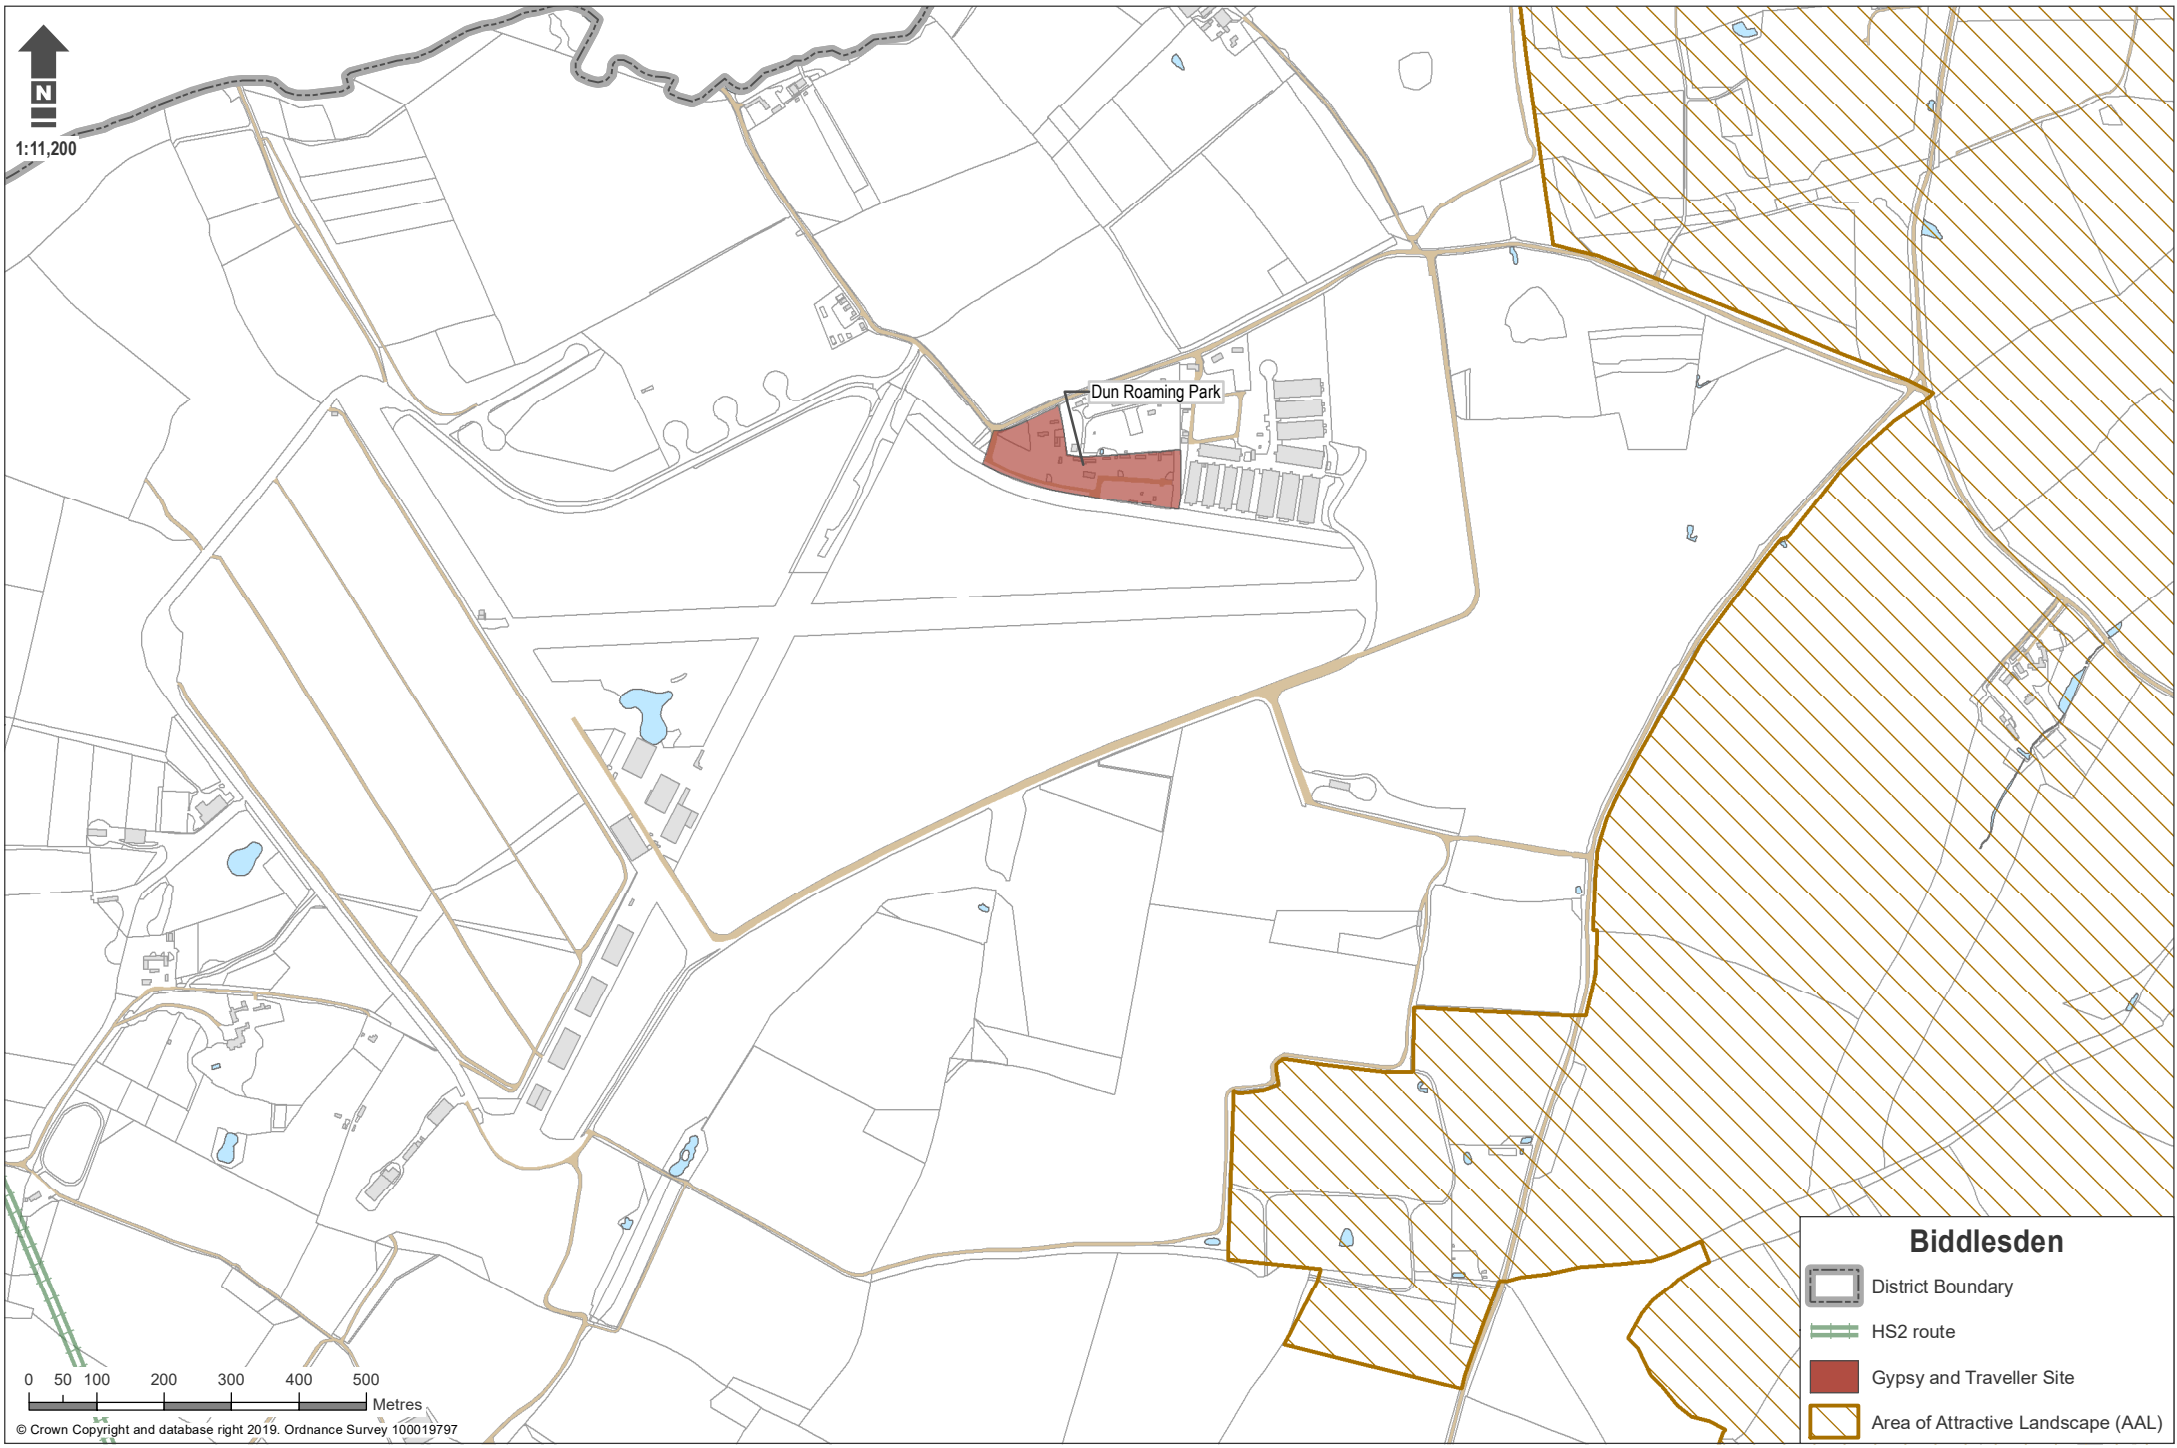 N
1:11,200
Dun Roaming Park
Biddlesden
District Boundary
HS2 route
Gypsy and Traveller Site
Area of Attractive Landscape (AAL)
0 50 100 200 300 400 500
Metres
© Crown Copyright and database right 2019. Ordnance Survey 100019797